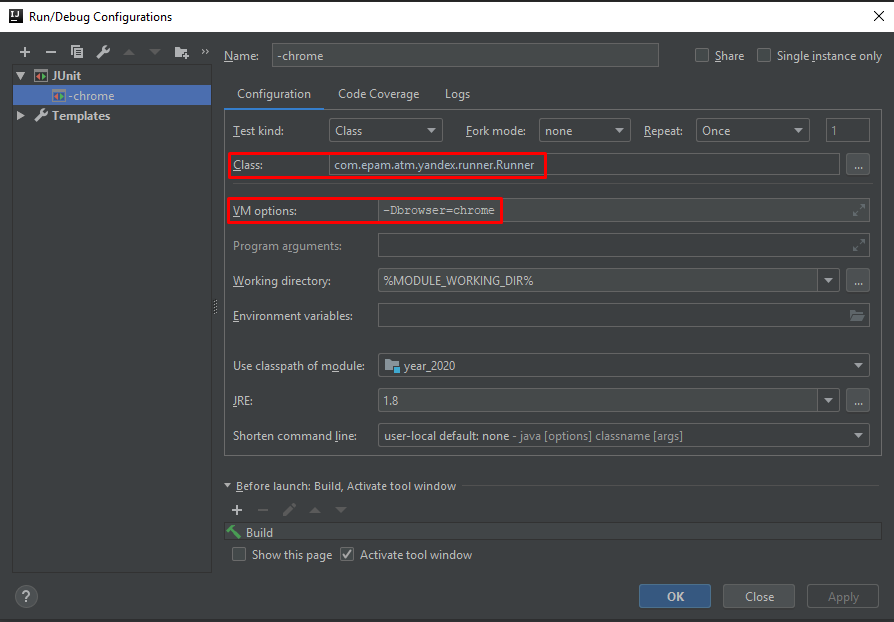 Run/Debug Configurations
Name: -chrome Share Single instance only
JUnit
-chrome
Templates
Configuration Code Coverage Logs
Test kind: Class Fork mode: none Repeat: Once 1
Class: com.epam.atm.yandex.runner.Runner ...
VM options: -Dbrowser=chrome
Program arguments:
Working directory: %MODULE_WORKING_DIR% ...
Environment variables:
Use classpath of module: year_2020
JRE: 1.8 ...
Shorten command line: user-local default: none - java [options] classname [args]
Before launch: Build, Activate tool window
Build
Show this page Activate tool window
? OK Close Apply